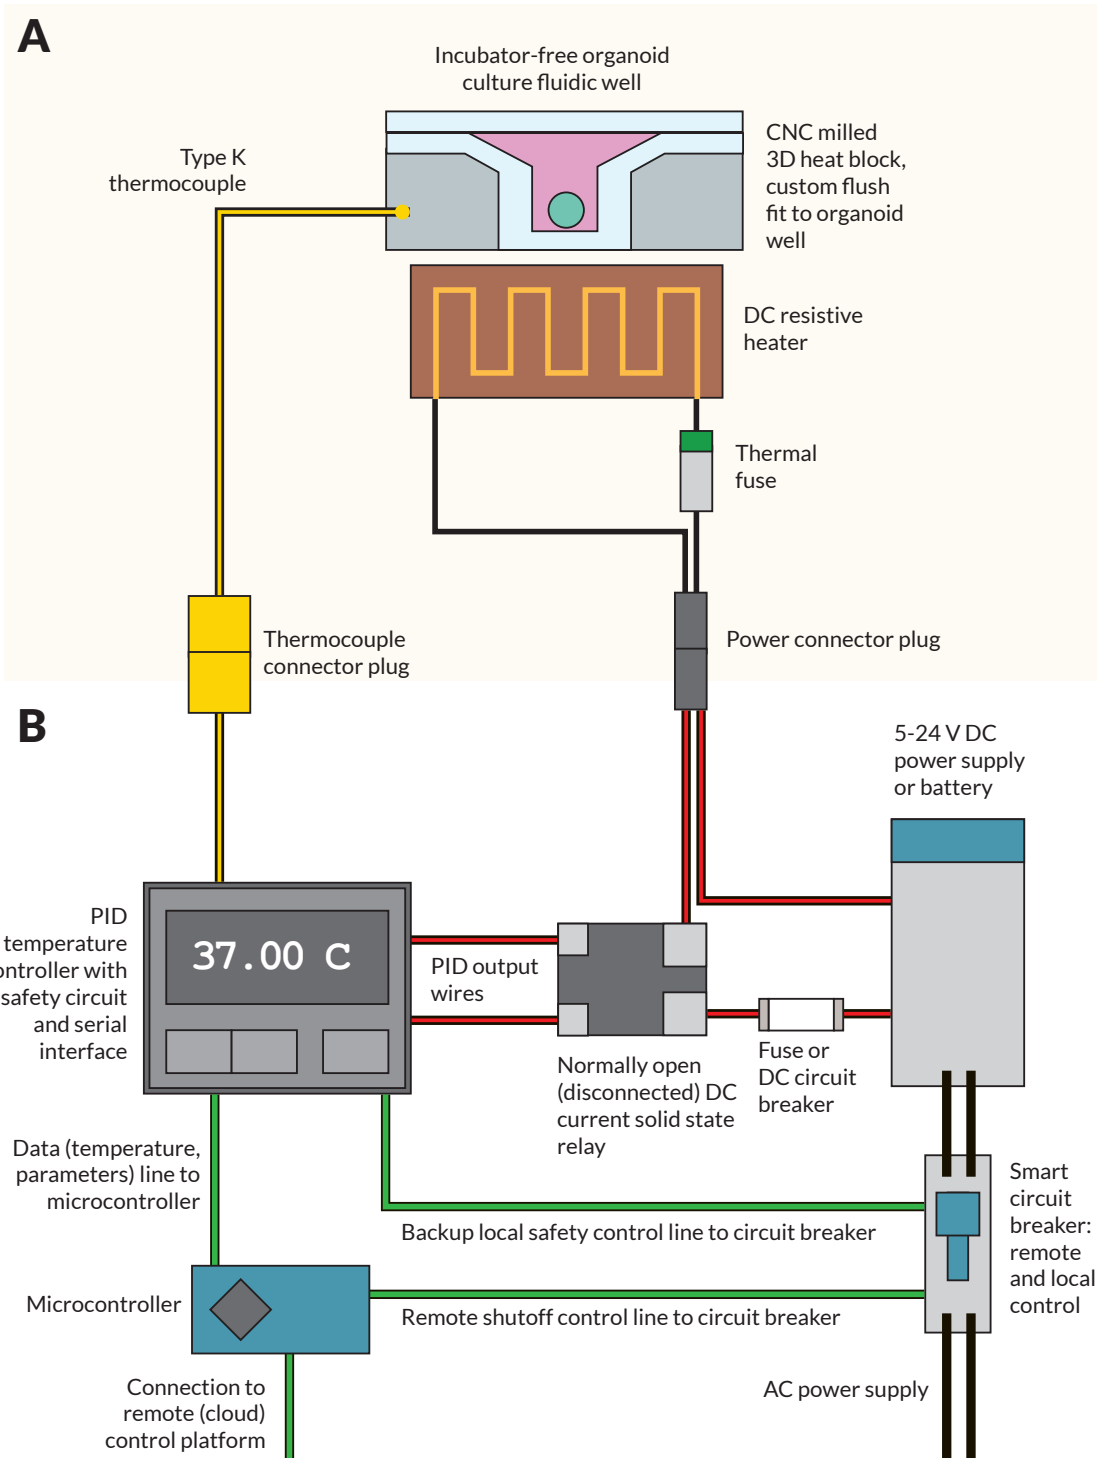 A
Incubator-free organoid
culture fluidic well
Type K
thermocouple
CNC milled
3D heat block,
custom flush
fit to organoid
well
DC resistive
heater
Thermal
fuse
Thermocouple
connector plug
Power connector plug
B
5-24 V DC
power supply
or battery
PID
temperature
ontroller with
safety circuit
and serial
interface
37.00 C
PID output
wires
Normally open
(disconnected) DC
current solid state
relay
Fuse or
DC circuit
breaker
Data (temperature,
parameters) line to
microcontroller
Backup local safety control line to circuit breaker
Smart
circuit
breaker:
remote
and local
control
Microcontroller
Remote shutoff control line to circuit breaker
Connection to
remote (cloud)
control platform
AC power supply